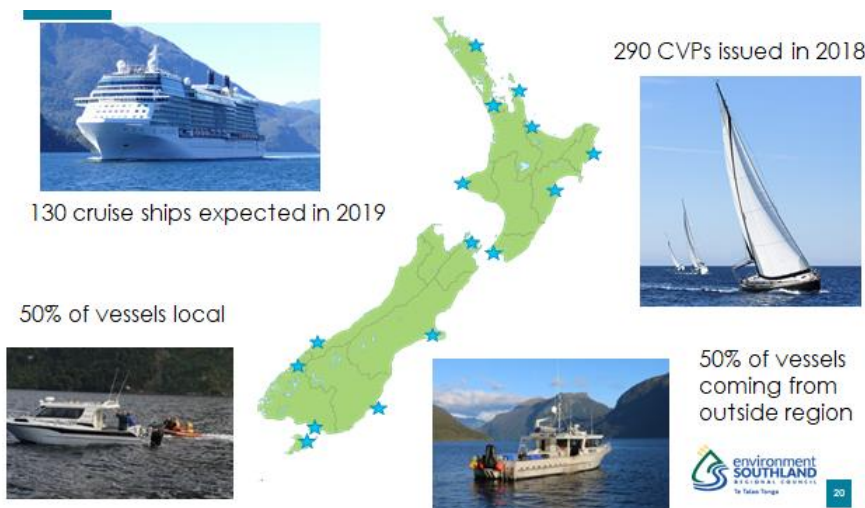 290 CVPs issued in 2018
130 cruise ships expected in 2019
50% of vessels local
50% of vessels
coming from
outside region
environment
SOUTHLAND
REGIONAL COUNCIL
Te Taiao Tonga
20